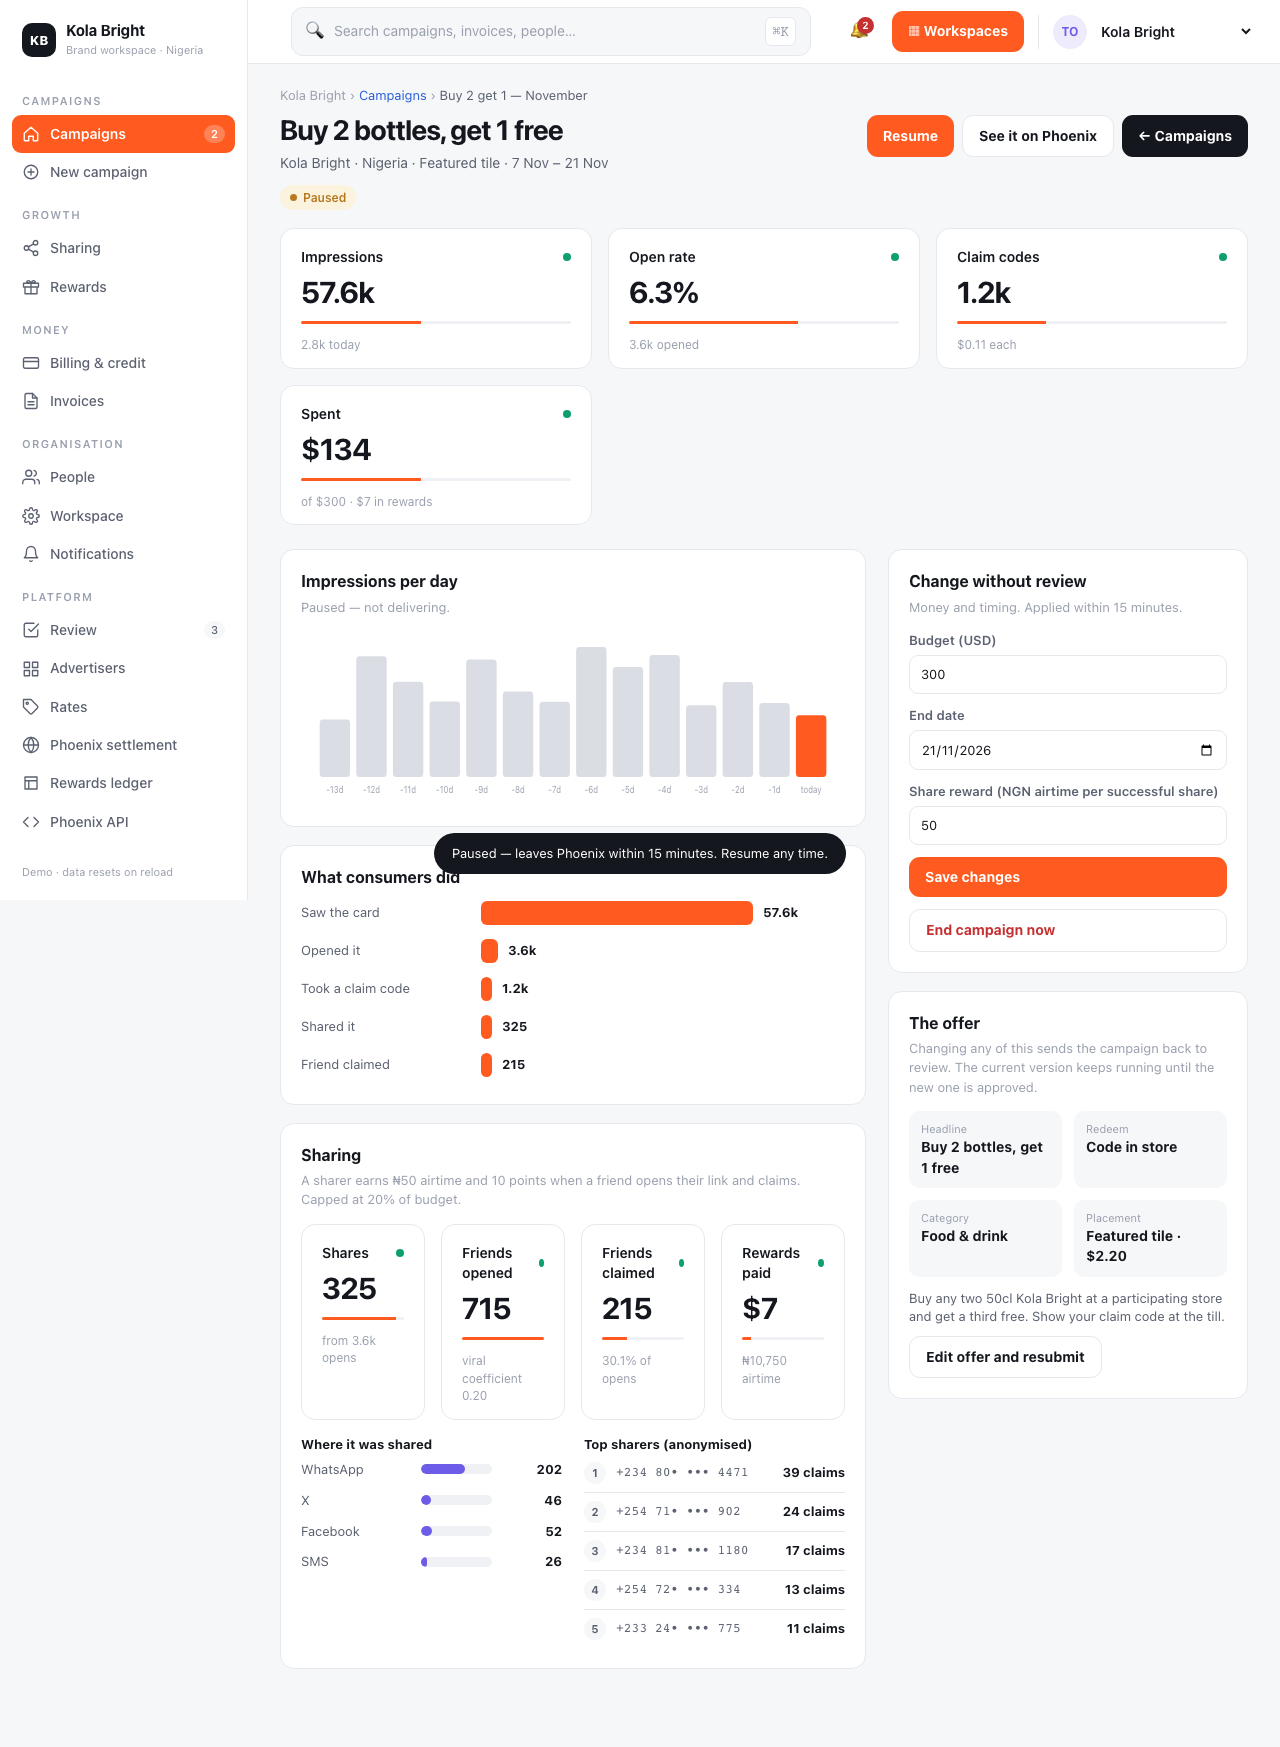 KB
Kola Bright
Brand workspace · Nigeria
CAMPAIGNS
Campaigns 2
New campaign
GROWTH
Sharing
Rewards
MONEY
Billing & credit
Invoices
ORGANISATION
People
Workspace
Notifications
PLATFORM
Review 3
Advertisers
Rates
Phoenix settlement
Rewards ledger
Phoenix API
Demo · data resets on reload
Search campaigns, invoices, people...
⌘K
2
Workspaces
TO
Kola Bright
Kola Bright › Campaigns › Buy 2 get 1 — November
Buy 2 bottles, get 1 free
Kola Bright · Nigeria · Featured tile · 7 Nov – 21 Nov
Paused
Resume
See it on Phoenix
← Campaigns
Impressions
57.6k
2.8k today
Open rate
6.3%
3.6k opened
Claim codes
1.2k
$0.11 each
Spent
$134
of $300 · $7 in rewards
Impressions per day
Paused — not delivering.
-13d -12d -11d -10d -9d -8d -7d -6d -5d -4d -3d -2d -1d today
Paused — leaves Phoenix within 15 minutes. Resume any time.
What consumers did
Saw the card 57.6k
Opened it 3.6k
Took a claim code 1.2k
Shared it 325
Friend claimed 215
Sharing
A sharer earns ₦50 airtime and 10 points when a friend opens their link and claims.
Capped at 20% of budget.
Shares
325
from 3.6k
opens
Friends
opened
715
viral
coefficient
0.20
Friends
claimed
215
30.1% of
opens
Rewards
paid
$7
₦10,750
airtime
Where it was shared
WhatsApp 202
X 46
Facebook 52
SMS 26
Top sharers (anonymised)
1 +234 80• ••• 4471 39 claims
2 +254 71• ••• 902 24 claims
3 +234 81• ••• 1180 17 claims
4 +254 72• ••• 334 13 claims
5 +233 24• ••• 775 11 claims
Change without review
Money and timing. Applied within 15 minutes.
Budget (USD)
300
End date
21/11/2026
Share reward (NGN airtime per successful share)
50
Save changes
End campaign now
The offer
Changing any of this sends the campaign back to
review. The current version keeps running until the
new one is approved.
Headline
Buy 2 bottles, get
1 free
Redeem
Code in store
Category
Food & drink
Placement
Featured tile ·
$2.20
Buy any two 50cl Kola Bright at a participating store
and get a third free. Show your claim code at the till.
Edit offer and resubmit